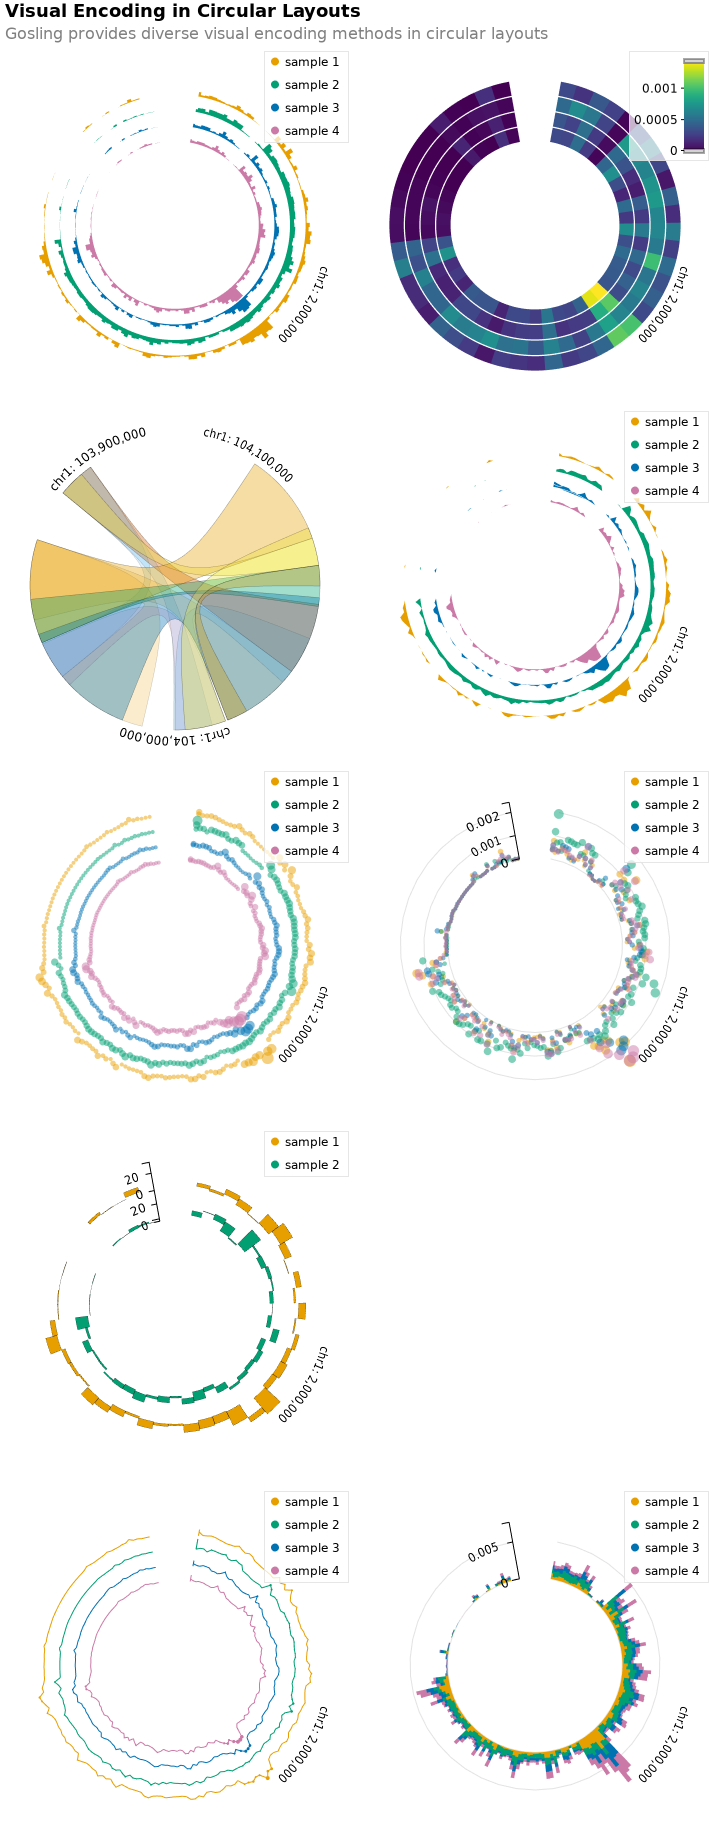 Visual Encoding in Circular Layouts
Gosling provides diverse visual encoding methods in circular layouts
sample 1
sample 2
sample 3
sample 4
chr1: 2,000,000
0.001
0.0005
0
chr1: 2,000,000
chr1: 103,900,000
chr1: 104,100,000
chr1: 104,000,000
sample 1
sample 2
sample 3
sample 4
chr1: 2,000,000
sample 1
sample 2
sample 3
sample 4
chr1: 2,000,000
0.002
0.001
0
sample 1
sample 2
sample 3
sample 4
chr1: 2,000,000
20
0
20
0
sample 1
sample 2
chr1: 2,000,000
sample 1
sample 2
sample 3
sample 4
chr1: 2,000,000
0.005
0
sample 1
sample 2
sample 3
sample 4
chr1: 2,000,000